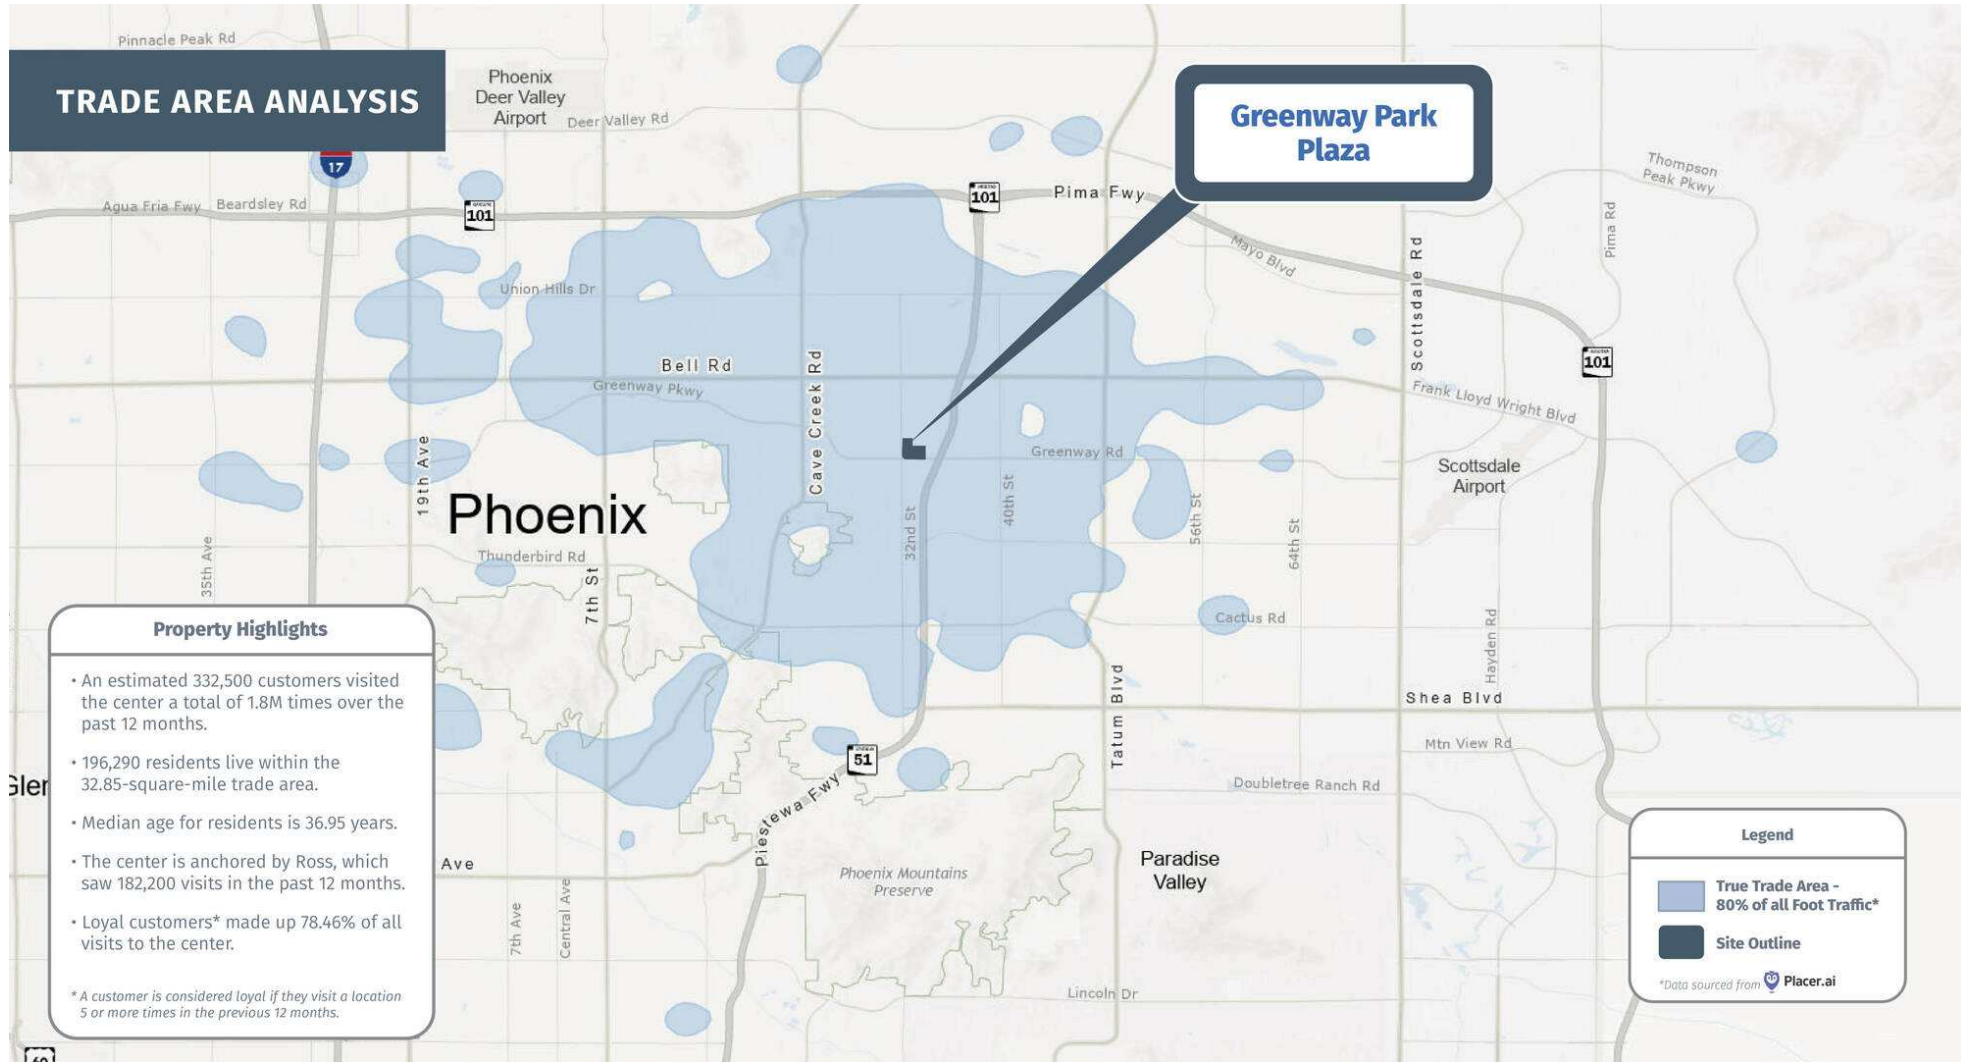 Pinnacle Peak Rd
TRADE AREA ANALYSIS
Phoenix
Deer Valley
Airport
Deer Valley Rd
Greenway Park
Plaza
17
Agua Fria Fwy
Beardsley Rd
101
101
Pima Fwy
Thompson
Peak Pkwy
Pima Rd
Mayo Blvd
Scottsdale Rd
Union Hills Dr
Bell Rd
Greenway Pkwy
Cave Creek Rd
101
Frank Lloyd Wright Blvd
19th Ave
Greenway Rd
Scottsdale
Airport
Phoenix
40th St
32nd St
56th St
64th St
35th Ave
Thunderbird Rd
7th St
Cactus Rd
Hayden Rd
Property Highlights
• An estimated 332,500 customers visited
the center a total of 1.8M times over the
past 12 months.
• 196,290 residents live within the
32.85-square-mile trade area.
• Median age for residents is 36.95 years.
• The center is anchored by Ross, which
saw 182,200 visits in the past 12 months.
• Loyal customers* made up 78.46% of all
visits to the center.
* A customer is considered loyal if they visit a location
5 or more times in the previous 12 months.
Tatum Blvd
Shea Blvd
Mtn View Rd
51
Piestewa Fwy
Doubletree Ranch Rd
Ave
Phoenix Mountains
Preserve
Paradise
Valley
7th Ave
Central Ave
Lincoln Dr
Legend
True Trade Area -
80% of all Foot Traffic*
Site Outline
*Data sourced from Placer.ai